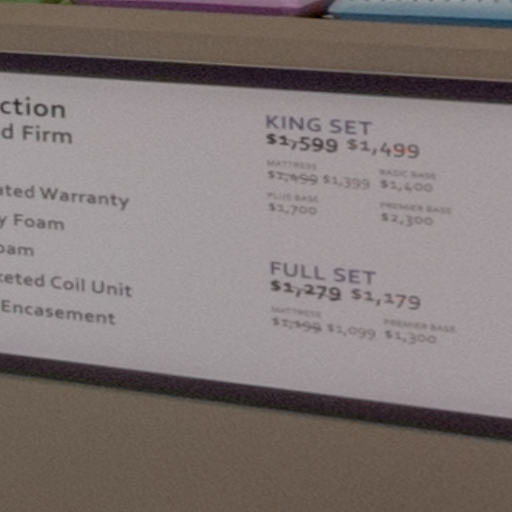 ction
d Firm
ated Warranty
y Foam
oam
keted Coil Unit
Encasement
KING SET
$1,599 $1,499
MATTRESS BASIC BASE
$1,499 $1,399 $1,400
PLUS BASE PREMIER BASE
$1,700 $2,300
FULL SET
$1,279 $1,179
MATTRESS PREMIER BASE
$1,199 $1,099 $1,300